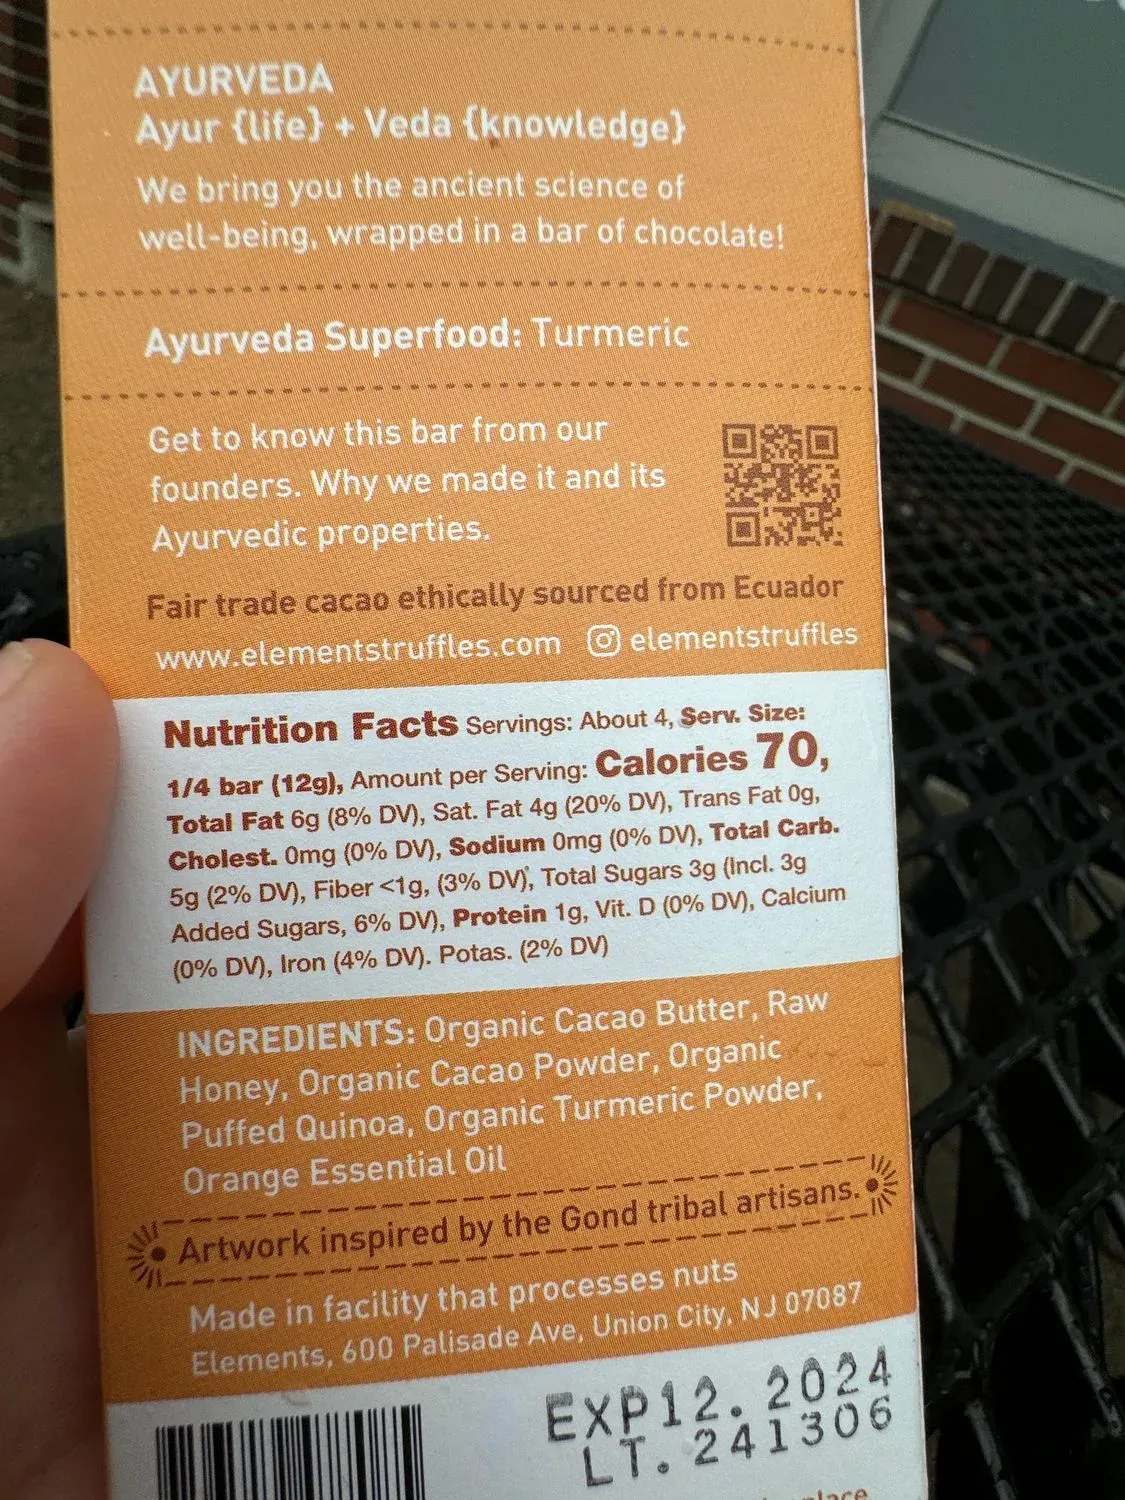 AYURVEDA
Ayur {life} + Veda {knowledge}
We bring you the ancient science of
well-being, wrapped in a bar of chocolate!
Ayurveda Superfood: Turmeric
Get to know this bar from our
founders. Why we made it and its
Ayurvedic properties.
Fair trade cacao ethically sourced from Ecuador
www.elementstruffles.com elementstruffles
Nutrition Facts Servings: About 4, Serv. Size:
1/4 bar (12g), Amount per Serving: Calories 70,
Total Fat 6g (8% DV), Sat. Fat 4g (20% DV), Trans Fat 0g,
Cholest. 0mg (0% DV), Sodium 0mg (0% DV), Total Carb.
5g (2% DV), Fiber <1g, (3% DV), Total Sugars 3g (Incl. 3g
Added Sugars, 6% DV), Protein 1g, Vit. D (0% DV), Calcium
(0% DV), Iron (4% DV). Potas. (2% DV)
INGREDIENTS: Organic Cacao Butter, Raw
Honey, Organic Cacao Powder, Organic
Puffed Quinoa, Organic Turmeric Powder,
Orange Essential Oil
Artwork inspired by the Gond tribal artisans.
Made in facility that processes nuts
Elements, 600 Palisade Ave, Union City, NJ 07087
EXP12. 2024
LT. 241306